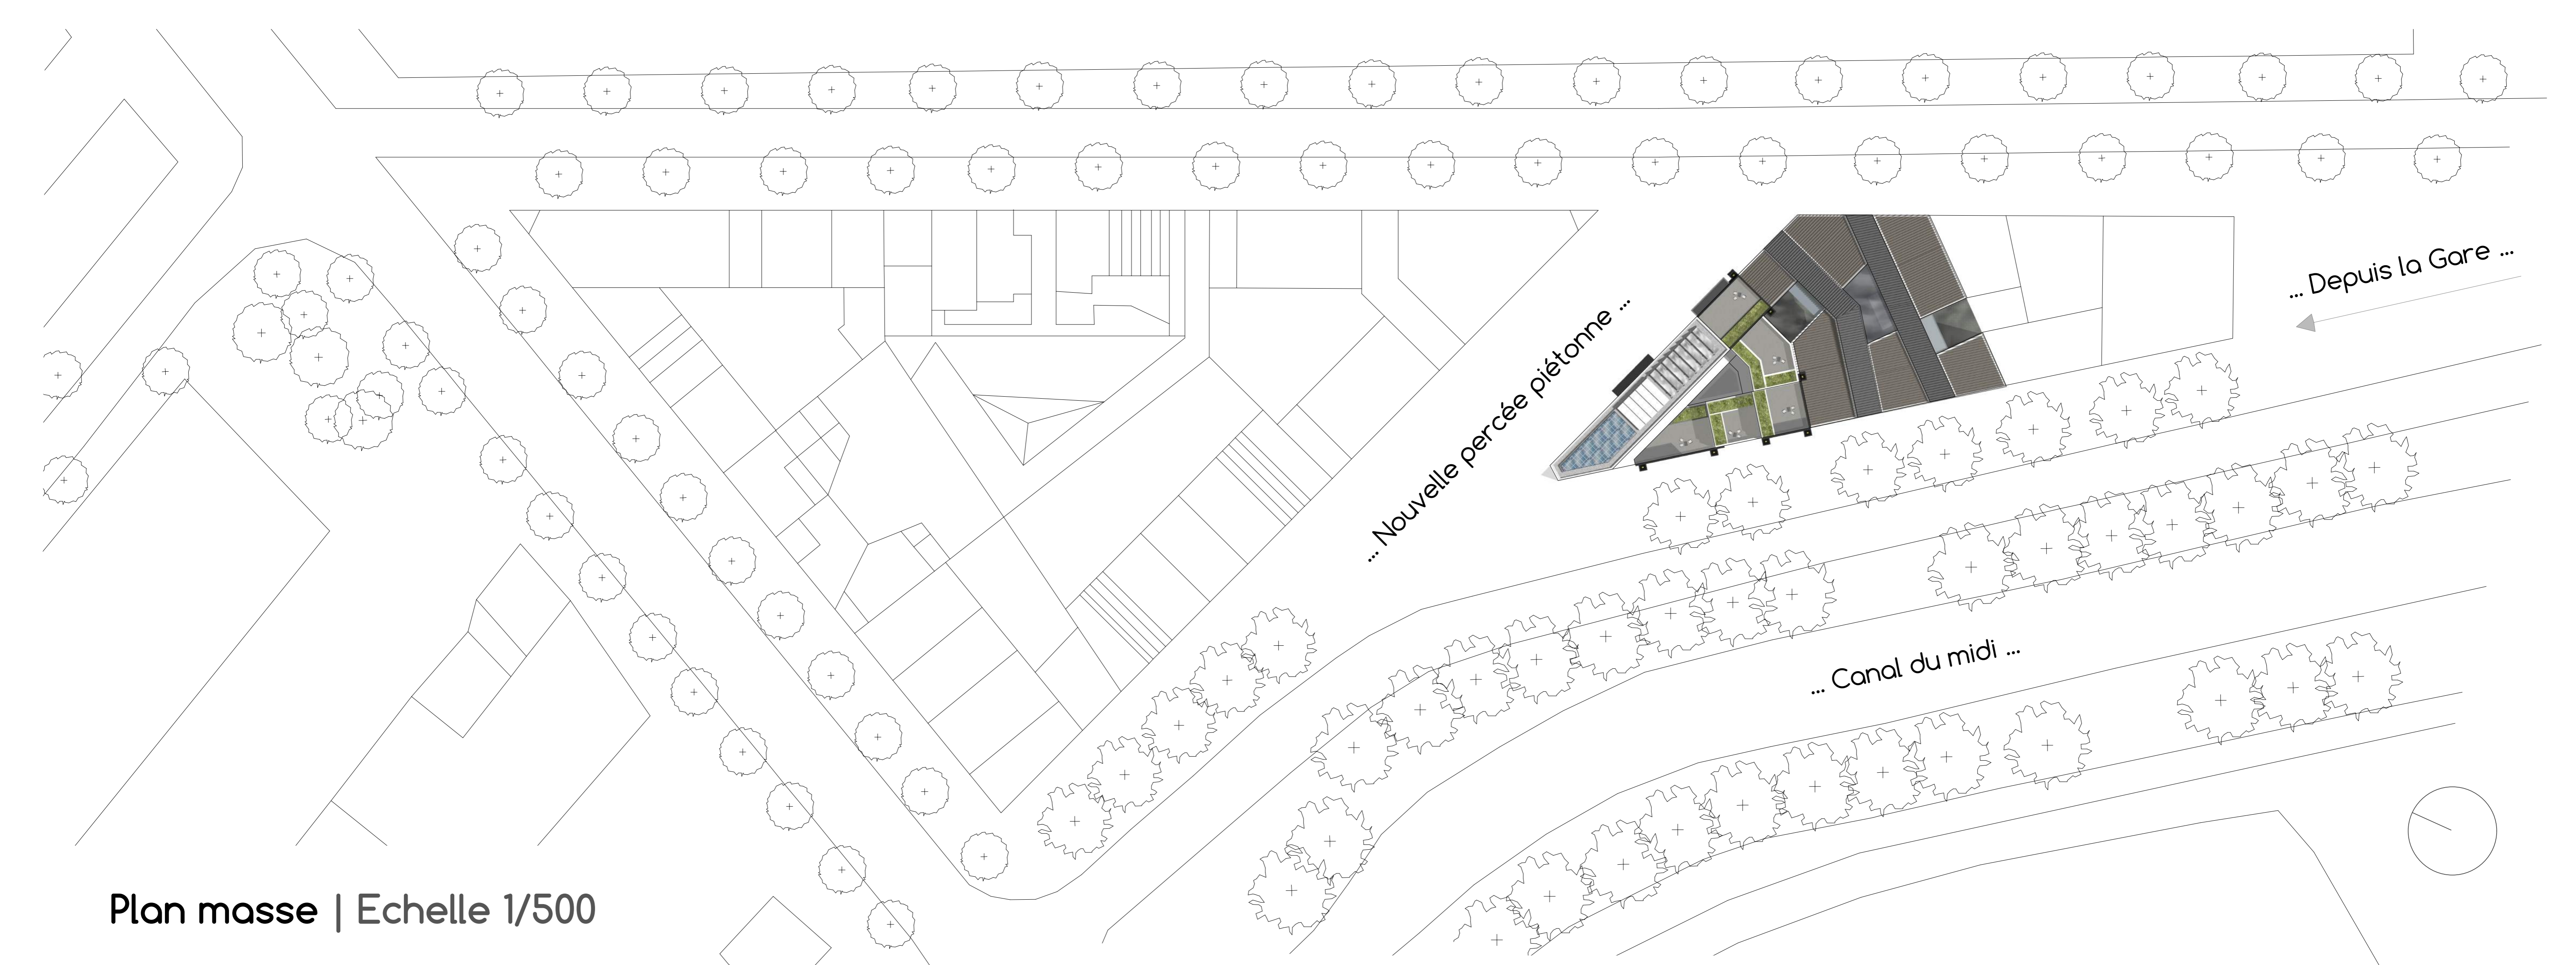 ... Depuis la Gare ...
... Nouvelle percée piétonne ...
... Canal du midi ...
Plan masse | Echelle 1/500